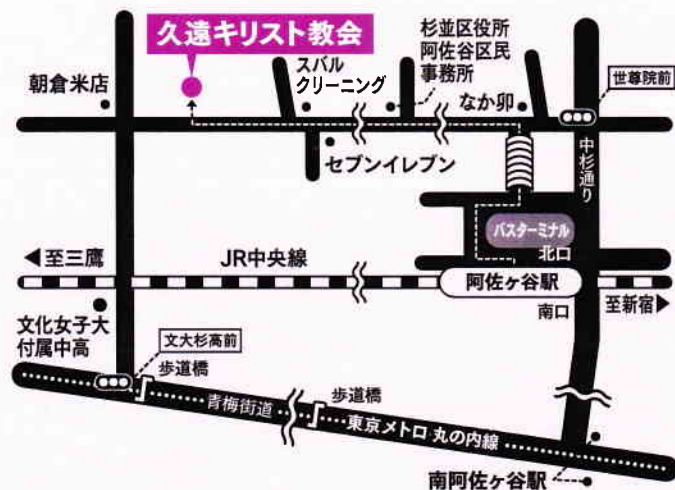 久遠キリスト教会
朝倉米店
スバル
クリーニング
杉並区役所
阿佐谷区民
事務所
なか卯
世尊院前
セブンイレブン
中杉通り
バスターミナル
北口
◀至三鷹
JR中央線
阿佐ヶ谷駅
南口
至新宿▶
文化女子大
付属中高
文大杉高前
歩道橋
青梅街道
歩道橋
東京メトロ 丸の内線
南阿佐ヶ谷駅